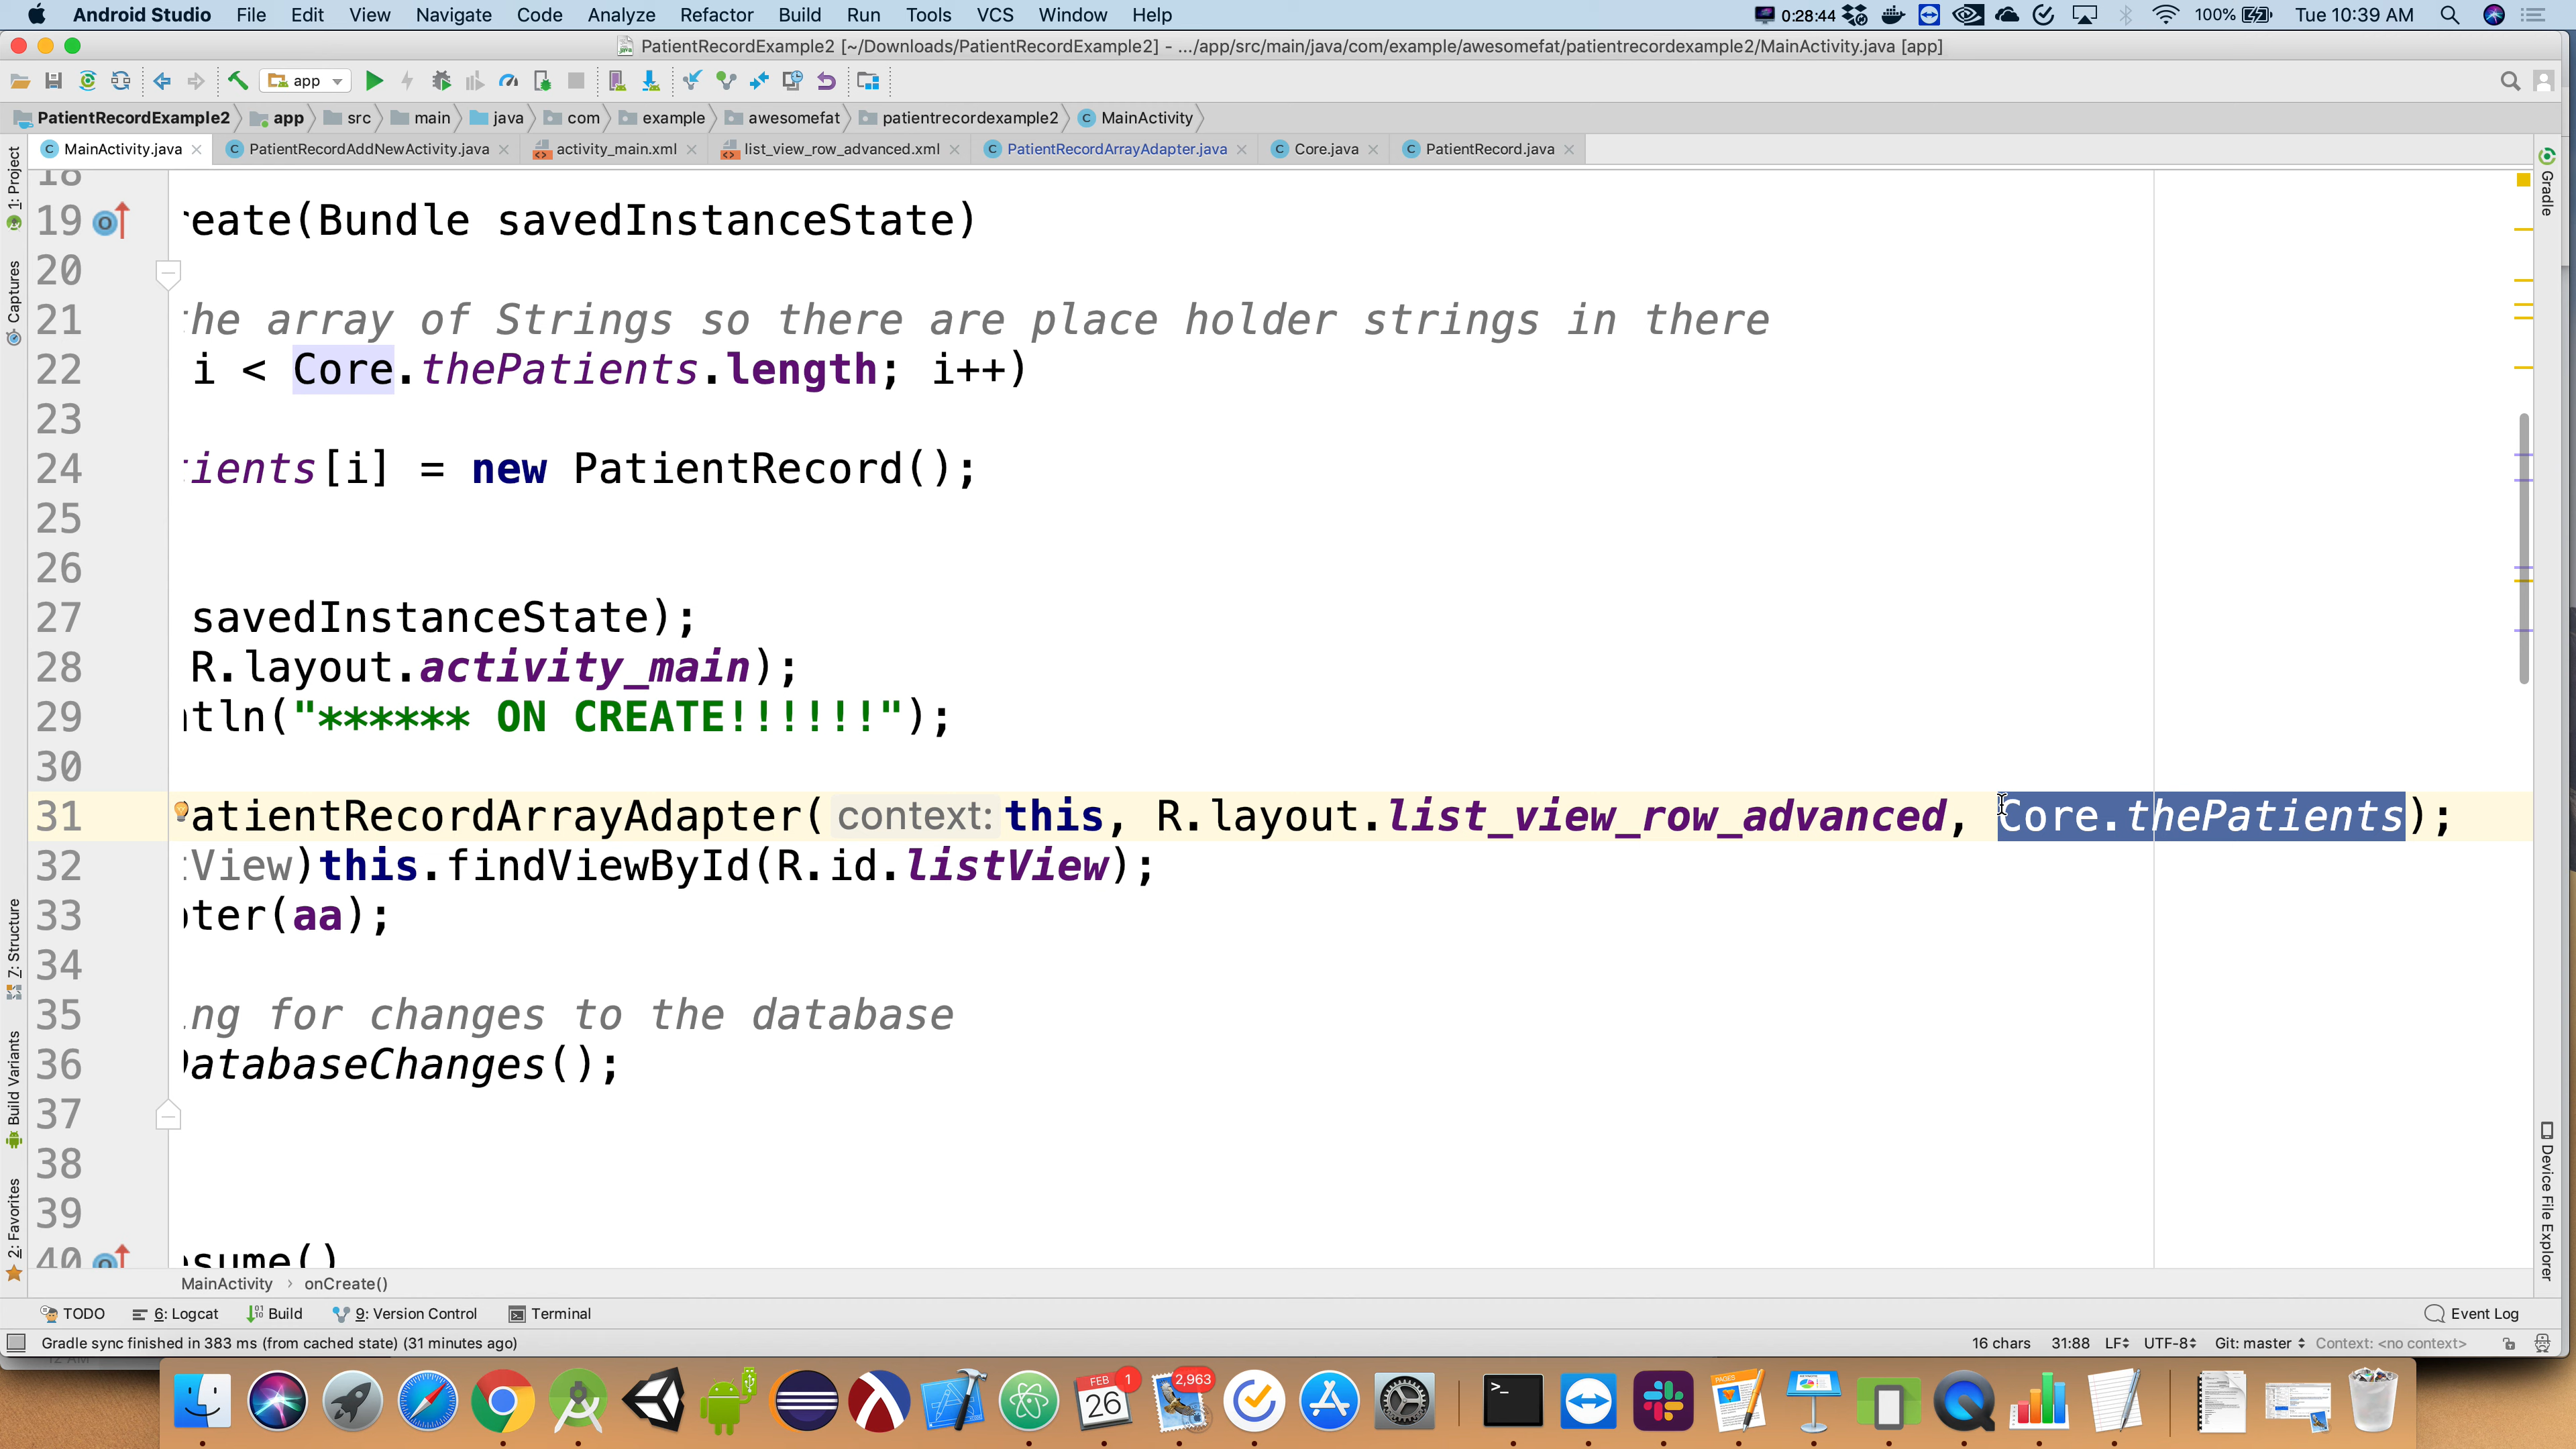 Android Studio File Edit View Navigate Code Analyze Refactor Build Run Tools VCS Window Help 0:28:44 100% Tue 10:39 AM
PatientRecordExample2 [~/Downloads/PatientRecordExample2] - .../app/src/main/java/com/example/awesomefat/patientrecordexample2/MainActivity.java [app]
app
PatientRecordExample2 app src main java com example awesomefat patientrecordexample2 MainActivity
MainActivity.java PatientRecordAddNewActivity.java activity_main.xml list_view_row_advanced.xml PatientRecordArrayAdapter.java Core.java PatientRecord.java
1: Project
Captures
7: Structure
Build Variants
2: Favorites
Gradle
Device File Explorer
18
19 reate(Bundle savedInstanceState)
20
21 he array of Strings so there are place holder strings in there
22 i < Core.thePatients.length; i++)
23
24 ients[i] = new PatientRecord();
25
26
27 savedInstanceState);
28 R.layout.activity_main);
29 tln("****** ON CREATE!!!!!!");
30
31 atientRecordArrayAdapter( context: this, R.layout.list_view_row_advanced, Core.thePatients);
32 View)this.findViewById(R.id.listView);
33 ter(aa);
34
35 ng for changes to the database
36 atabaseChanges();
37
38
39
40 sume()
MainActivity › onCreate()
TODO 6: Logcat Build 9: Version Control Terminal Event Log
Gradle sync finished in 383 ms (from cached state) (31 minutes ago) 16 chars 31:88 LF UTF-8 Git: master Context: <no context>
12 AM
FEB 26 1 2,963
PAGES